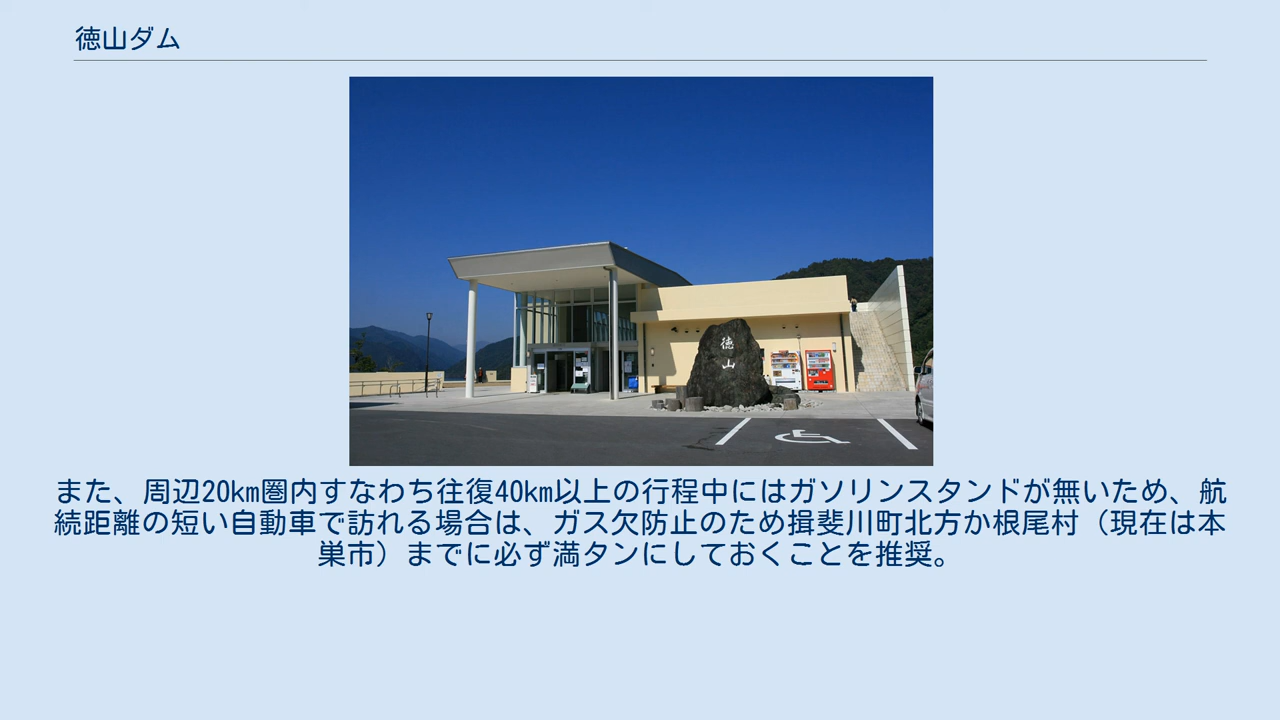 徳山ダム
徳
山
また、周辺20km圏内すなわち往復40km以上の行程中にはガソリンスタンドが無いため、航
続距離の短い自動車で訪れる場合は、ガス欠防止のため揖斐川町北方か根尾村（現在は本
巣市）までに必ず満タンにしておくことを推奨。